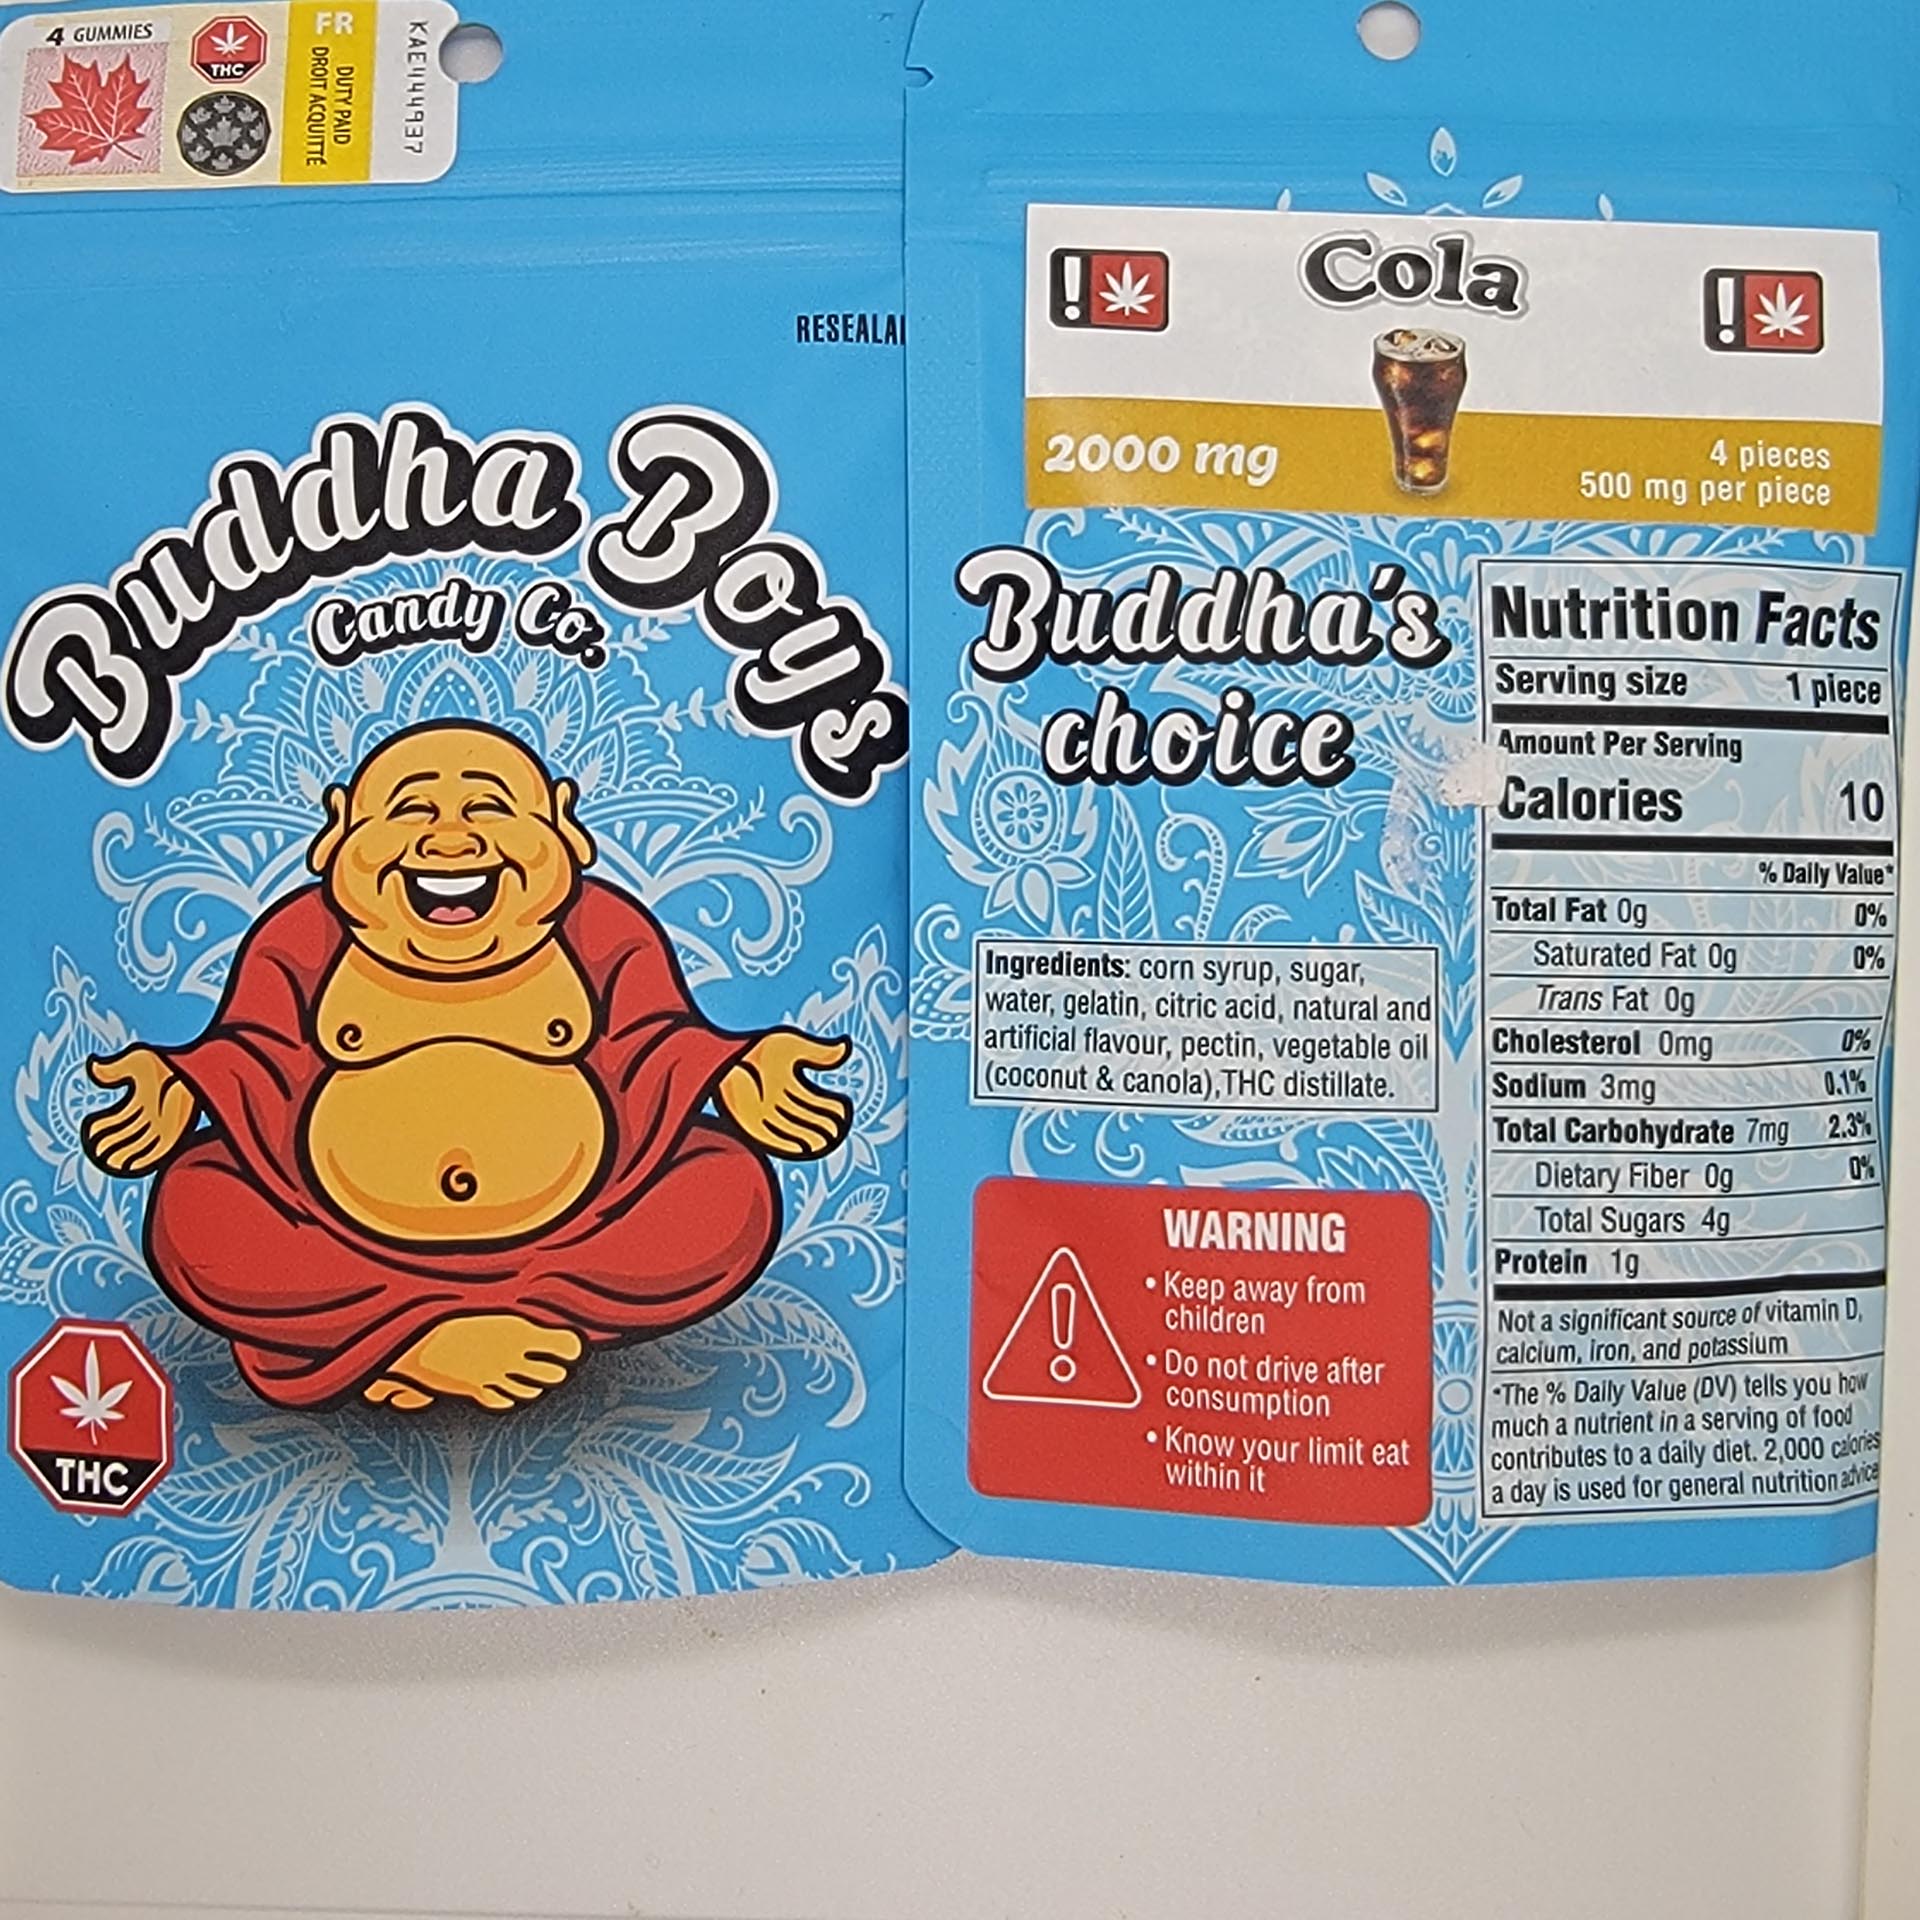 4 GUMMIES
THC
FR
DUTY PAID
DROIT ACQUITTÉ
KAE1444937
Buddha Boys
Candy Co.
THC
Cola
2000 mg
4 pieces
500 mg per piece
Buddha's
choice
Ingredients: corn syrup, sugar,
water, gelatin, citric acid, natural and
artificial flavour, pectin, vegetable oil
(coconut & canola),THC distillate.
WARNING
• Keep away from
children
• Do not drive after
consumption
• Know your limit eat
within it
Nutrition Facts
Serving size 1 piece
Amount Per Serving
Calories 10
% Daily Value*
Total Fat 0g 0%
Saturated Fat 0g 0%
Trans Fat 0g
Cholesterol 0mg 0%
Sodium 3mg 0.1%
Total Carbohydrate 7mg 2.3%
Dietary Fiber 0g 0%
Total Sugars 4g
Protein 1g
Not a significant source of vitamin D,
calcium, iron, and potassium
*The % Daily Value (DV) tells you how
much a nutrient in a serving of food
contributes to a daily diet. 2,000 calories
a day is used for general nutrition advice